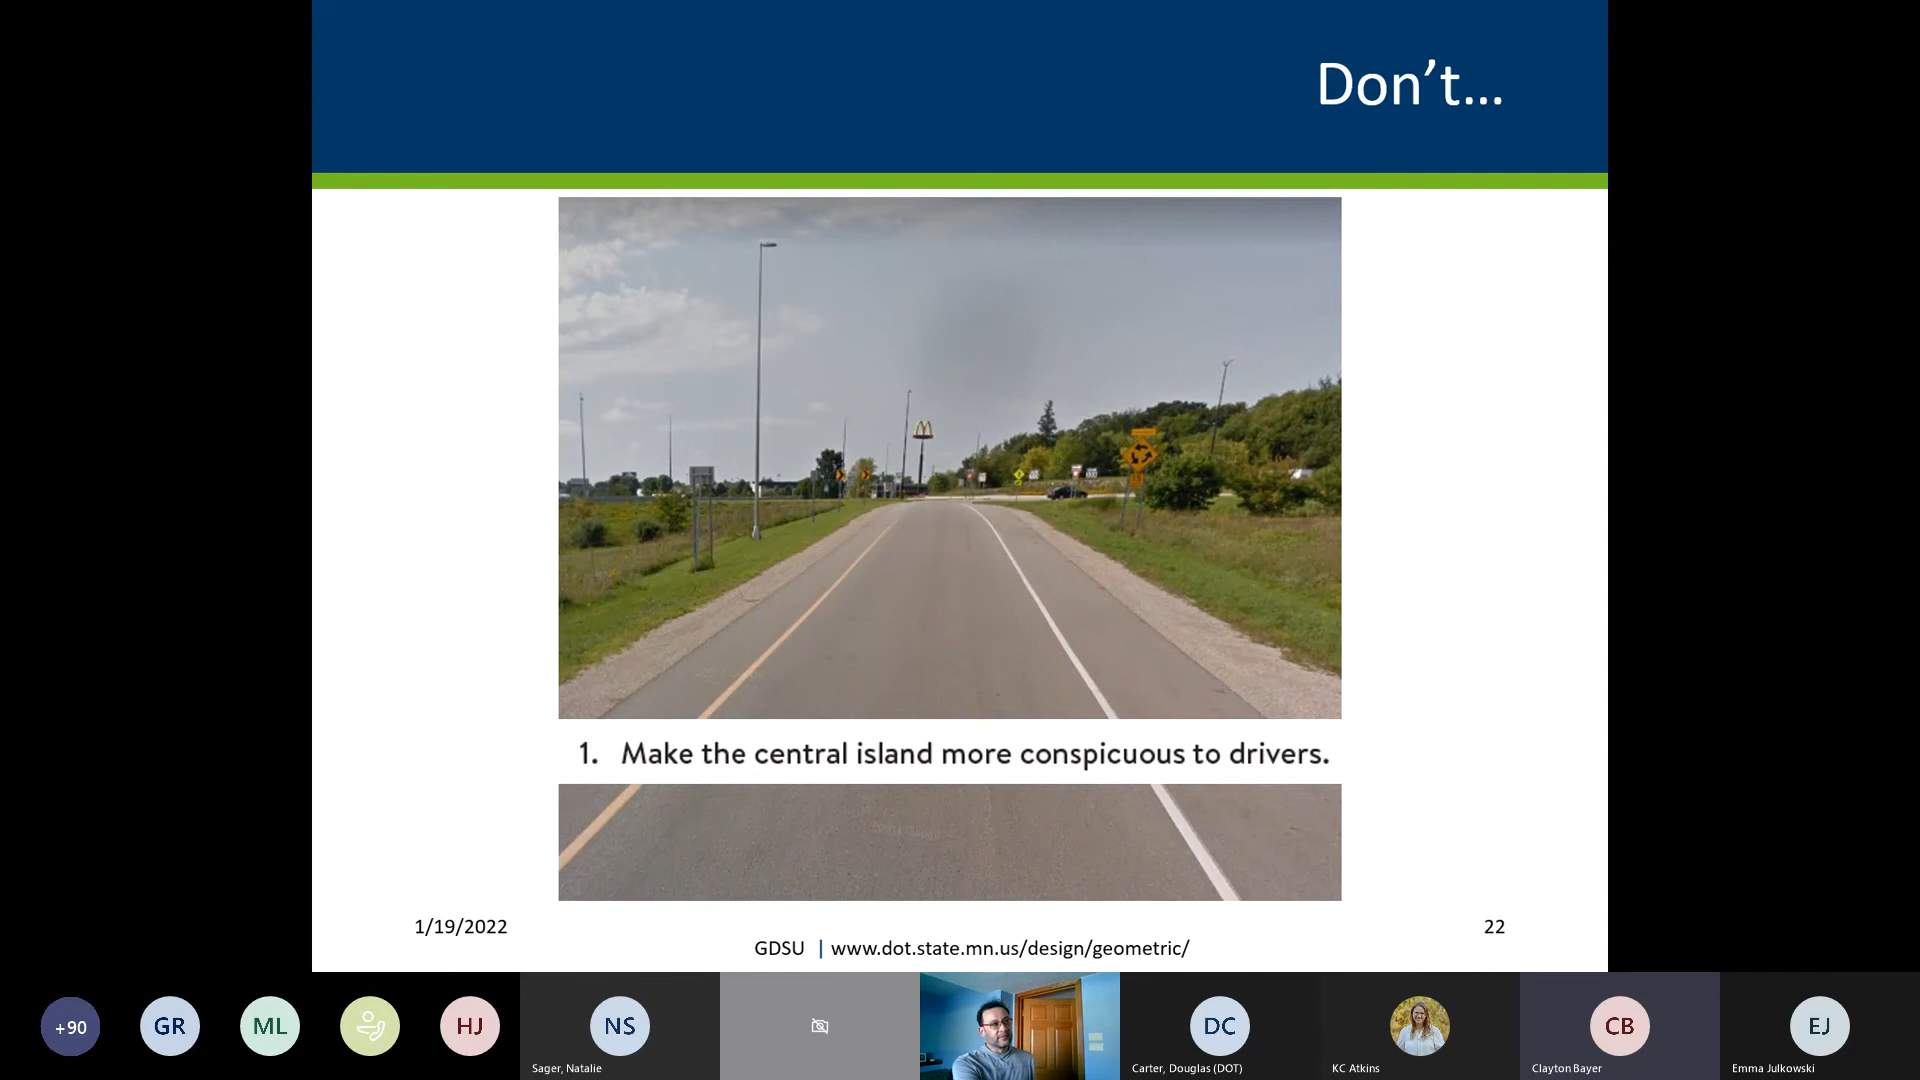 Don’t...
1. Make the central island more conspicuous to drivers.
1/19/2022
22
GDSU | www.dot.state.mn.us/design/geometric/
+90
GR
ML
HJ
NS
DC
CB
EJ
Sager, Natalie
Carter, Douglas (DOT)
KC Atkins
Clayton Bayer
Emma Julkowski